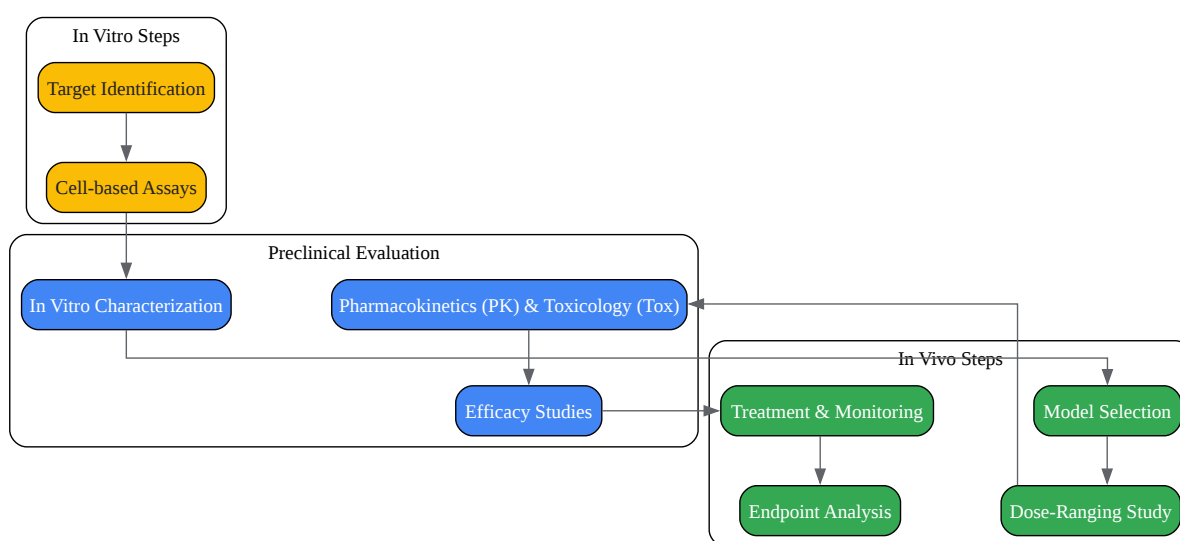 In Vitro Steps
Target Identification
Cell-based Assays
Preclinical Evaluation
In Vitro Characterization
Pharmacokinetics (PK) & Toxicology (Tox)
Efficacy Studies
In Vivo Steps
Treatment & Monitoring
Model Selection
Endpoint Analysis
Dose-Ranging Study